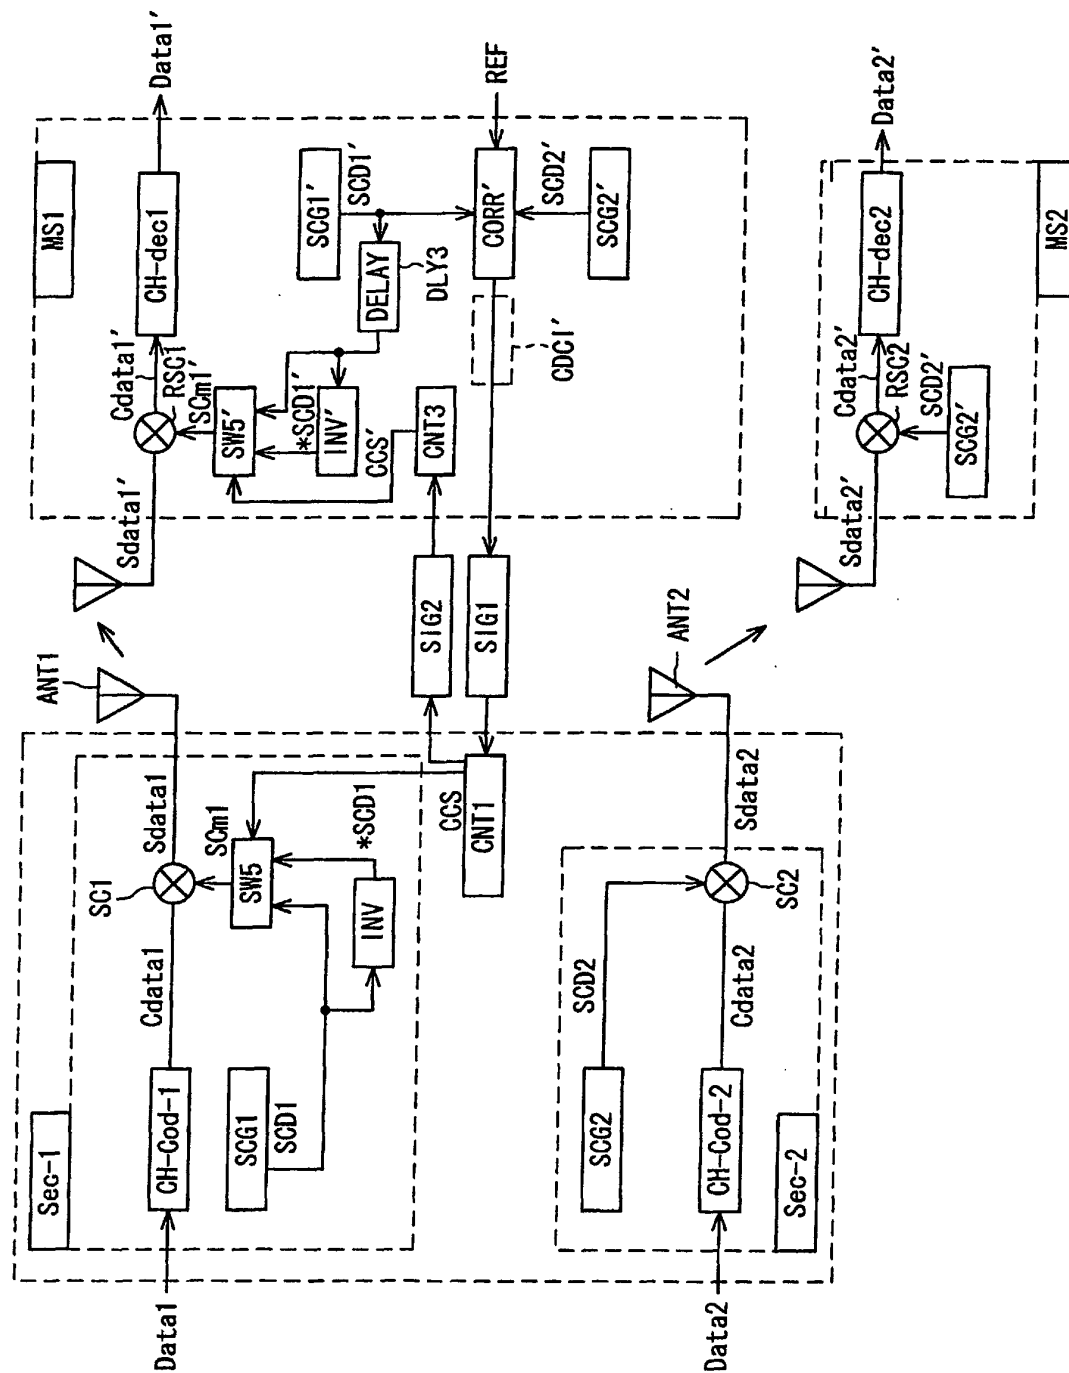 Data1
Sec-1
CH-Cod-1
Cdata1
SC1
Sdata1
ANT1
SCG1
SCD1
SCm1
SW5
*SCD1
INV
CCS
CNT1
SIG2
SIG1
Data2
Sec-2
CH-Cod-2
Cdata2
SCG2
SCD2
SC2
Sdata2
ANT2
MS1
Sdata1'
Cdata1'
RSC1
CH-dec1
Data1'
SCm1'
SW5'
*SCD1'
INV'
CCS'
CNT3
SCG1'
SCD1'
DELAY
DLY3
CORR'
REF
SCD2'
SCG2'
CDC1'
MS2
Sdata2'
Cdata2'
RSC2
CH-dec2
Data2'
SCD2'
SCG2'